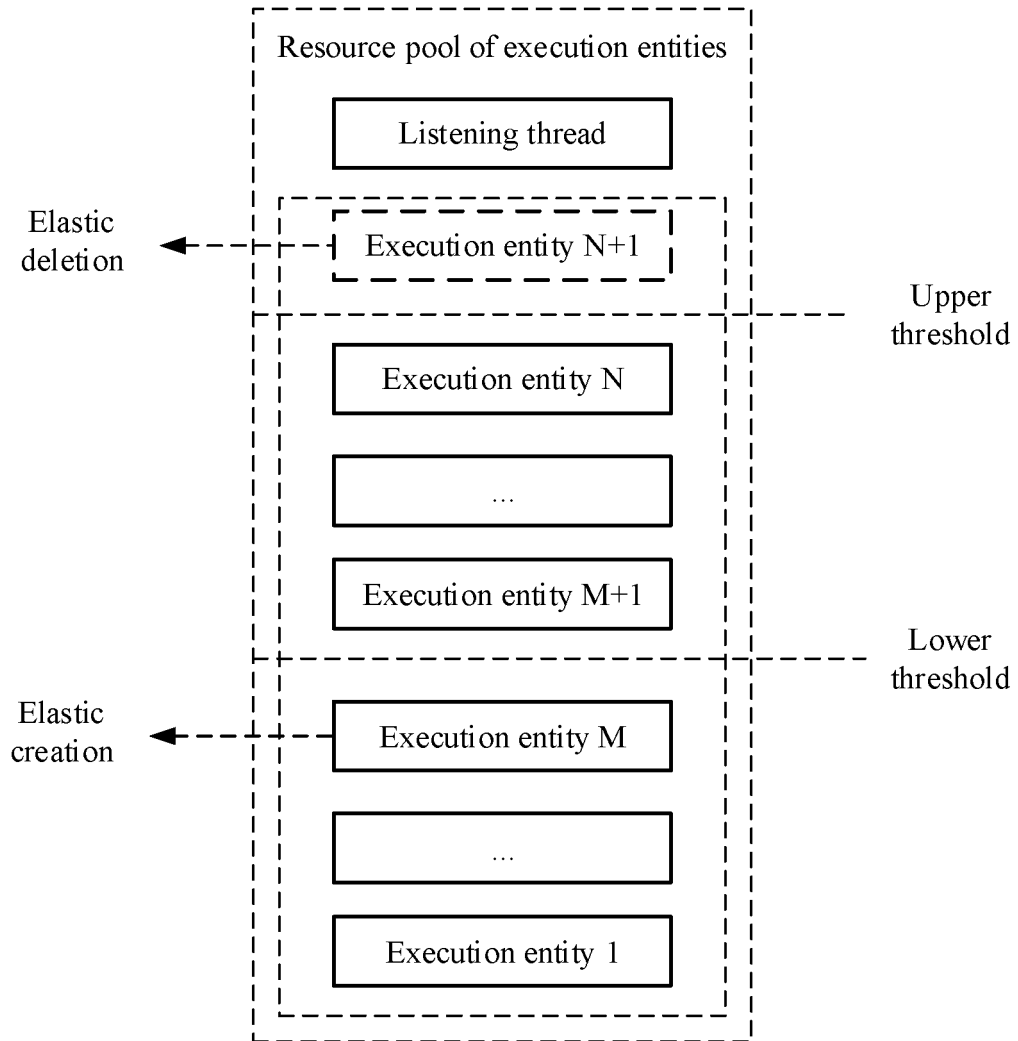 Resource pool of execution entities
Listening thread
Elastic
deletion
Execution entity N+1
Upper
threshold
Execution entity N
...
Execution entity M+1
Lower
threshold
Elastic
creation
Execution entity M
...
Execution entity 1